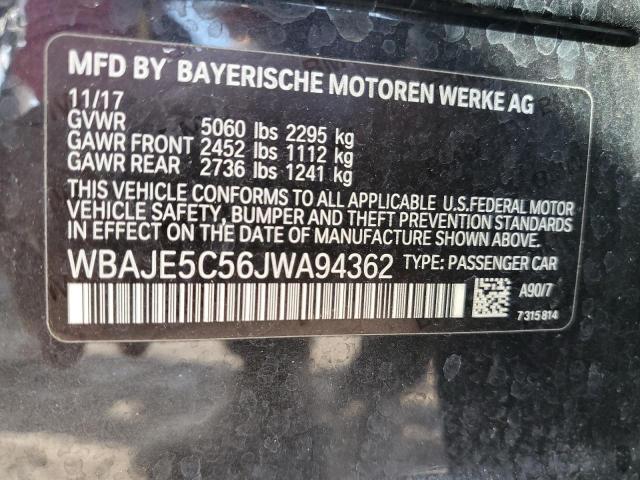 MFD BY BAYERISCHE MOTOREN WERKE AG
11/17
GVWR 5060 lbs 2295 kg
GAWR FRONT 2452 lbs 1112 kg
GAWR REAR 2736 lbs 1241 kg
THIS VEHICLE CONFORMS TO ALL APPLICABLE U.S.FEDERAL MOTOR
VEHICLE SAFETY, BUMPER AND THEFT PREVENTION STANDARDS
IN EFFECT ON THE DATE OF MANUFACTURE SHOWN ABOVE.
WBAJE5C56JWA94362 TYPE: PASSENGER CAR
A90/7
7315814